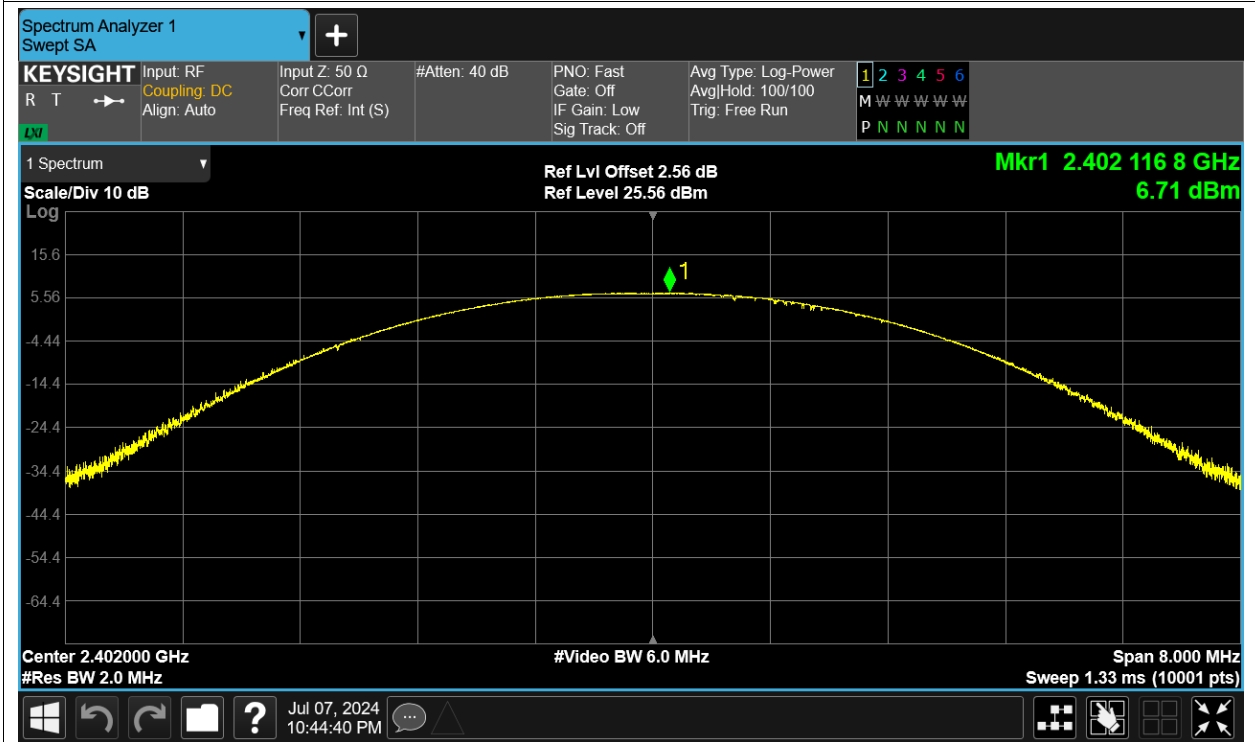 Spectrum Analyzer 1
Swept SA
+
KEYSIGHT
R T
LXI
Input: RF
Coupling: DC
Align: Auto
Input Z: 50 Ω
Corr CCorr
Freq Ref: Int (S)
#Atten: 40 dB
PNO: Fast
Gate: Off
IF Gain: Low
Sig Track: Off
Avg Type: Log-Power
Avg|Hold: 100/100
Trig: Free Run
1 2 3 4 5 6
M W W W W W
P N N N N N
1 Spectrum
Scale/Div 10 dB
Log
Ref Lvl Offset 2.56 dB
Ref Level 25.56 dBm
Mkr1 2.402 116 8 GHz
6.71 dBm
15.6
5.56
-4.44
-14.4
-24.4
-34.4
-44.4
-54.4
-64.4
1
Center 2.402000 GHz
#Res BW 2.0 MHz
#Video BW 6.0 MHz
Span 8.000 MHz
Sweep 1.33 ms (10001 pts)
?
Jul 07, 2024
10:44:40 PM